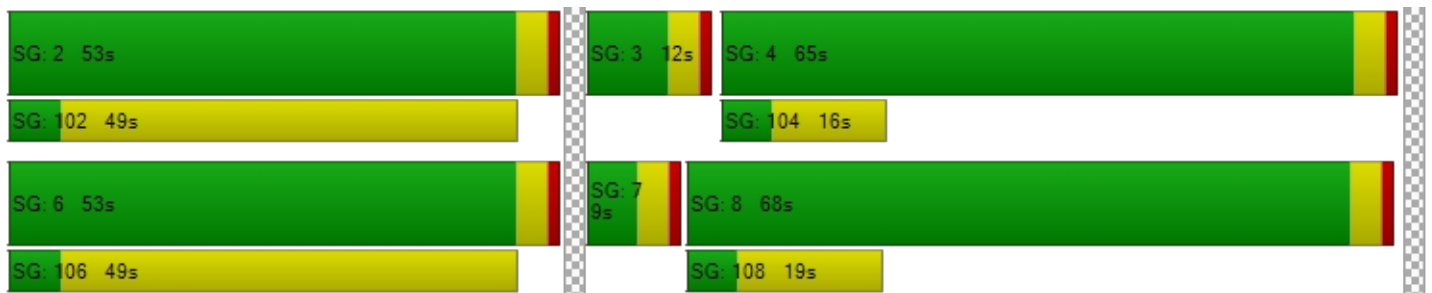 SG: 2 53s
SG: 3 12s
SG: 4 65s
SG: 102 49s
SG: 104 16s
SG: 6 53s
SG: 7
9s
SG: 8 68s
SG: 106 49s
SG: 108 19s